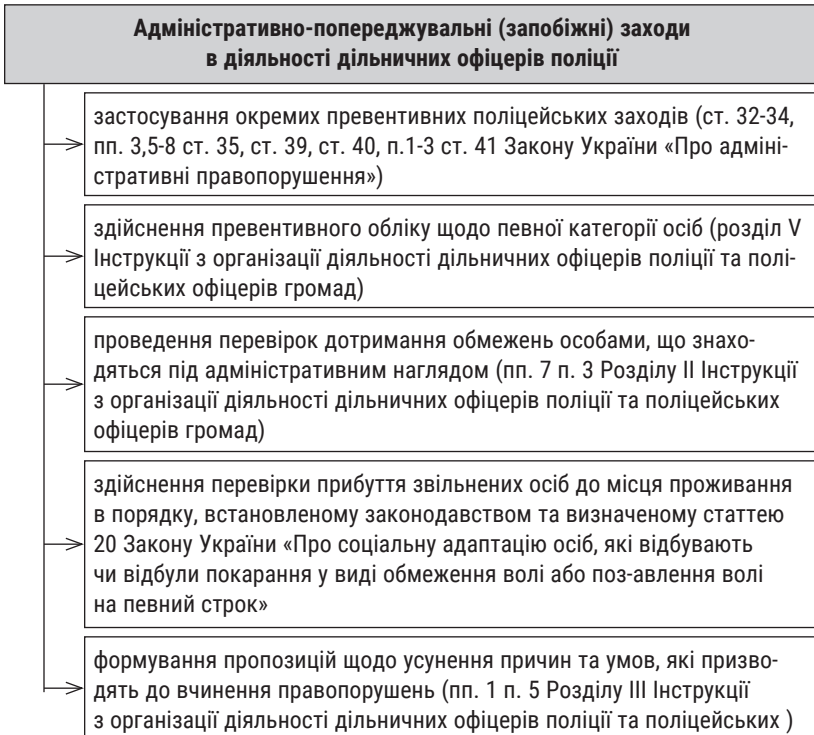 Адміністративно-попереджувальні (запобіжні) заходи
в діяльності дільничних офіцерів поліції
застосування окремих превентивних поліцейських заходів (ст. 32-34,
пп. 3,5-8 ст. 35, ст. 39, ст. 40, п.1-3 ст. 41 Закону України «Про адміні-
стративні правопорушення»)
здійснення превентивного обліку щодо певної категорії осіб (розділ V
Інструкції з організації діяльності дільничних офіцерів поліції та полі-
цейських офіцерів громад)
проведення перевірок дотримання обмежень особами, що знахо-
дяться під адміністративним наглядом (пп. 7 п. 3 Розділу II Інструкції
з організації діяльності дільничних офіцерів поліції та поліцейських
офіцерів громад)
здійснення перевірки прибуття звільнених осіб до місця проживання
в порядку, встановленому законодавством та визначеному статтею
20 Закону України «Про соціальну адаптацію осіб, які відбувають
чи відбули покарання у виді обмеження волі або поз-авлення волі
на певний строк»
формування пропозицій щодо усунення причин та умов, які призво-
дять до вчинення правопорушень (пп. 1 п. 5 Розділу III Інструкції
з організації діяльності дільничних офіцерів поліції та поліцейських )